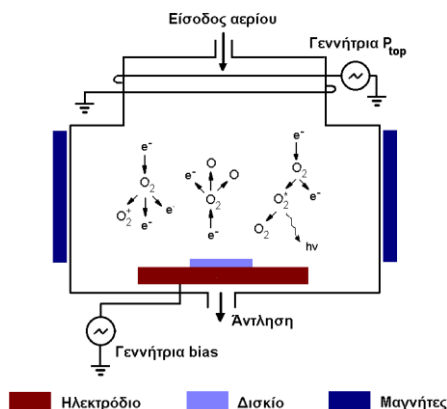 Είσοδος αερίου
Γεννήτρια P_top
e⁻ e⁻
O₂ O O O₂
O₂⁺ e⁻ e⁻ O₂ O₂⁺ e⁻
e⁻ O₂ hν
Άντληση
Γεννήτρια bias
Ηλεκτρόδιο Δισκίο Μαγνήτες